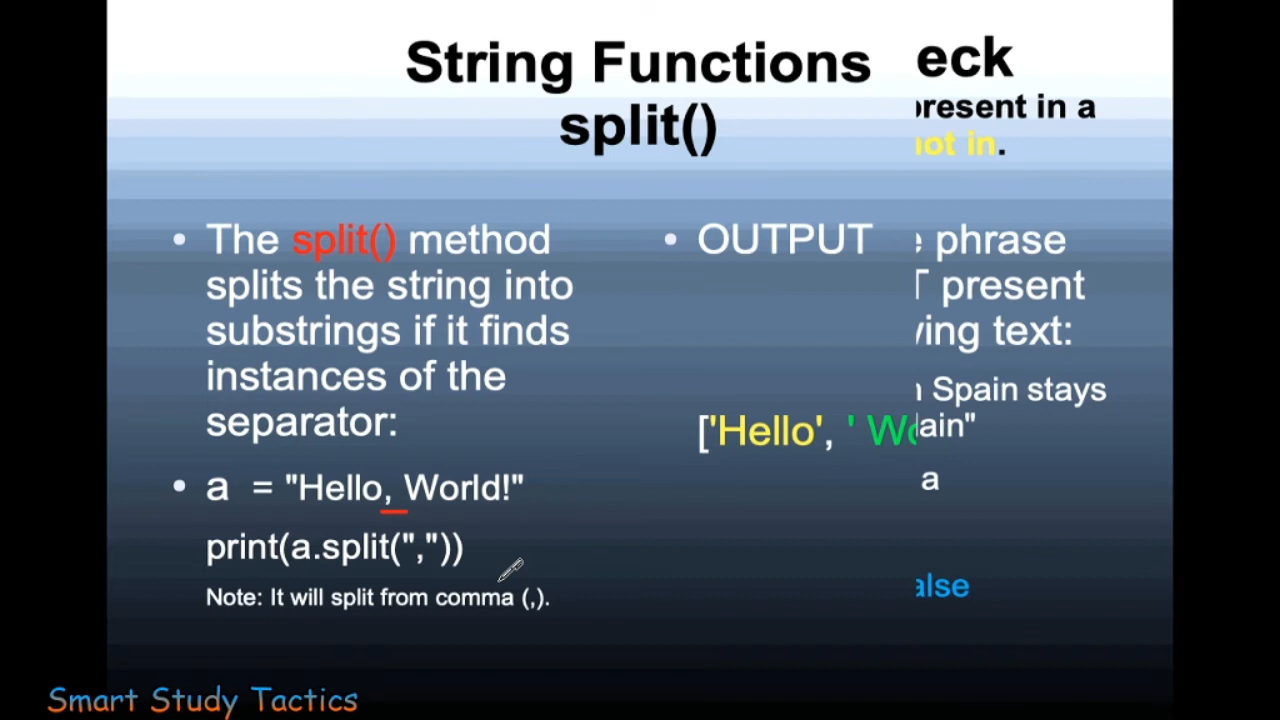 String Functions
split()
eck
present in a
not in.
• The split() method
splits the string into
substrings if it finds
instances of the
separator:
• a = "Hello, World!"
print(a.split(","))
Note: It will split from comma (,).
• OUTPUT
['Hello', ' Wo
phrase
T present
ing text:
Spain stays
ain"
a
alse
Smart Study Tactics